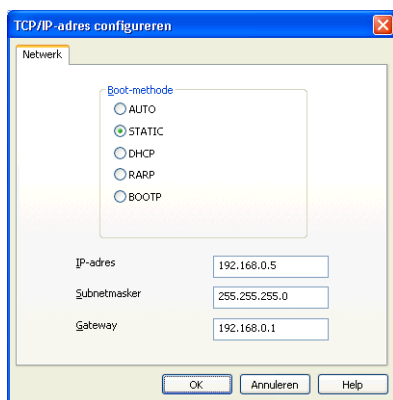 TCP/IP-adres configureren
Netwerk
Boot-methode
AUTO
STATIC
DHCP
RARP
BOOTP
IP-adres 192.168.0.5
Subnetmasker 255.255.255.0
Gateway 192.168.0.1
OK Annuleren Help